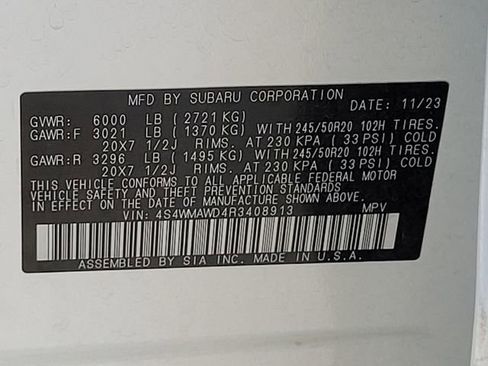 MFD BY SUBARU CORPORATION
DATE: 11/23
GVWR: 6000 LB (2721 KG)
GAWR:F 3021 LB (1370 KG) WITH 245/50R20 102H TIRES.
20X7 1/2J RIMS. AT 230 KPA (33 PSI) COLD
GAWR:R 3296 LB (1495 KG) WITH 245/50R20 102H TIRES.
20X7 1/2J RIMS. AT 230 KPA (33 PSI) COLD
THIS VEHICLE CONFORMS TO ALL APPLICABLE FEDERAL MOTOR
VEHICLE SAFETY AND THEFT PREVENTION STANDARDS
IN EFFECT ON THE DATE OF MANUFACTURE SHOWN ABOVE.
VIN: 4S4WMAWD4R3408913 MPV
ASSEMBLED BY SIA INC. MADE IN U.S.A.